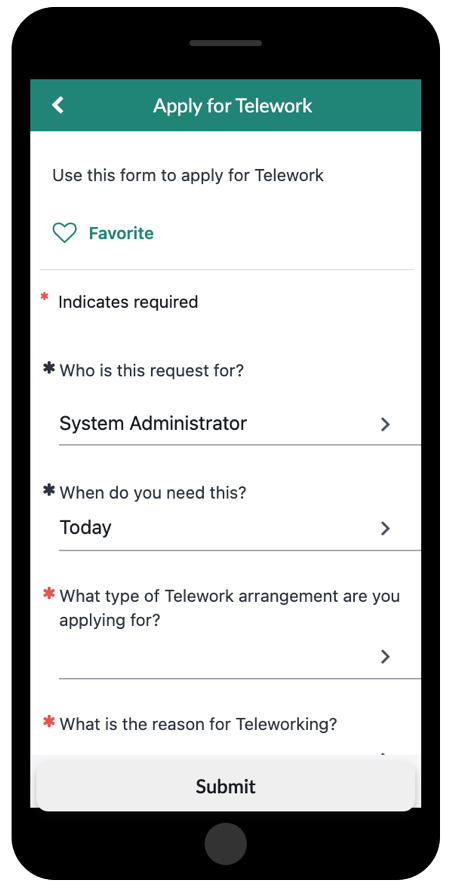 Apply for Telework
Use this form to apply for Telework
Favorite
* Indicates required
* Who is this request for?
System Administrator
* When do you need this?
Today
* What type of Telework arrangement are you
applying for?
* What is the reason for Teleworking?
Submit